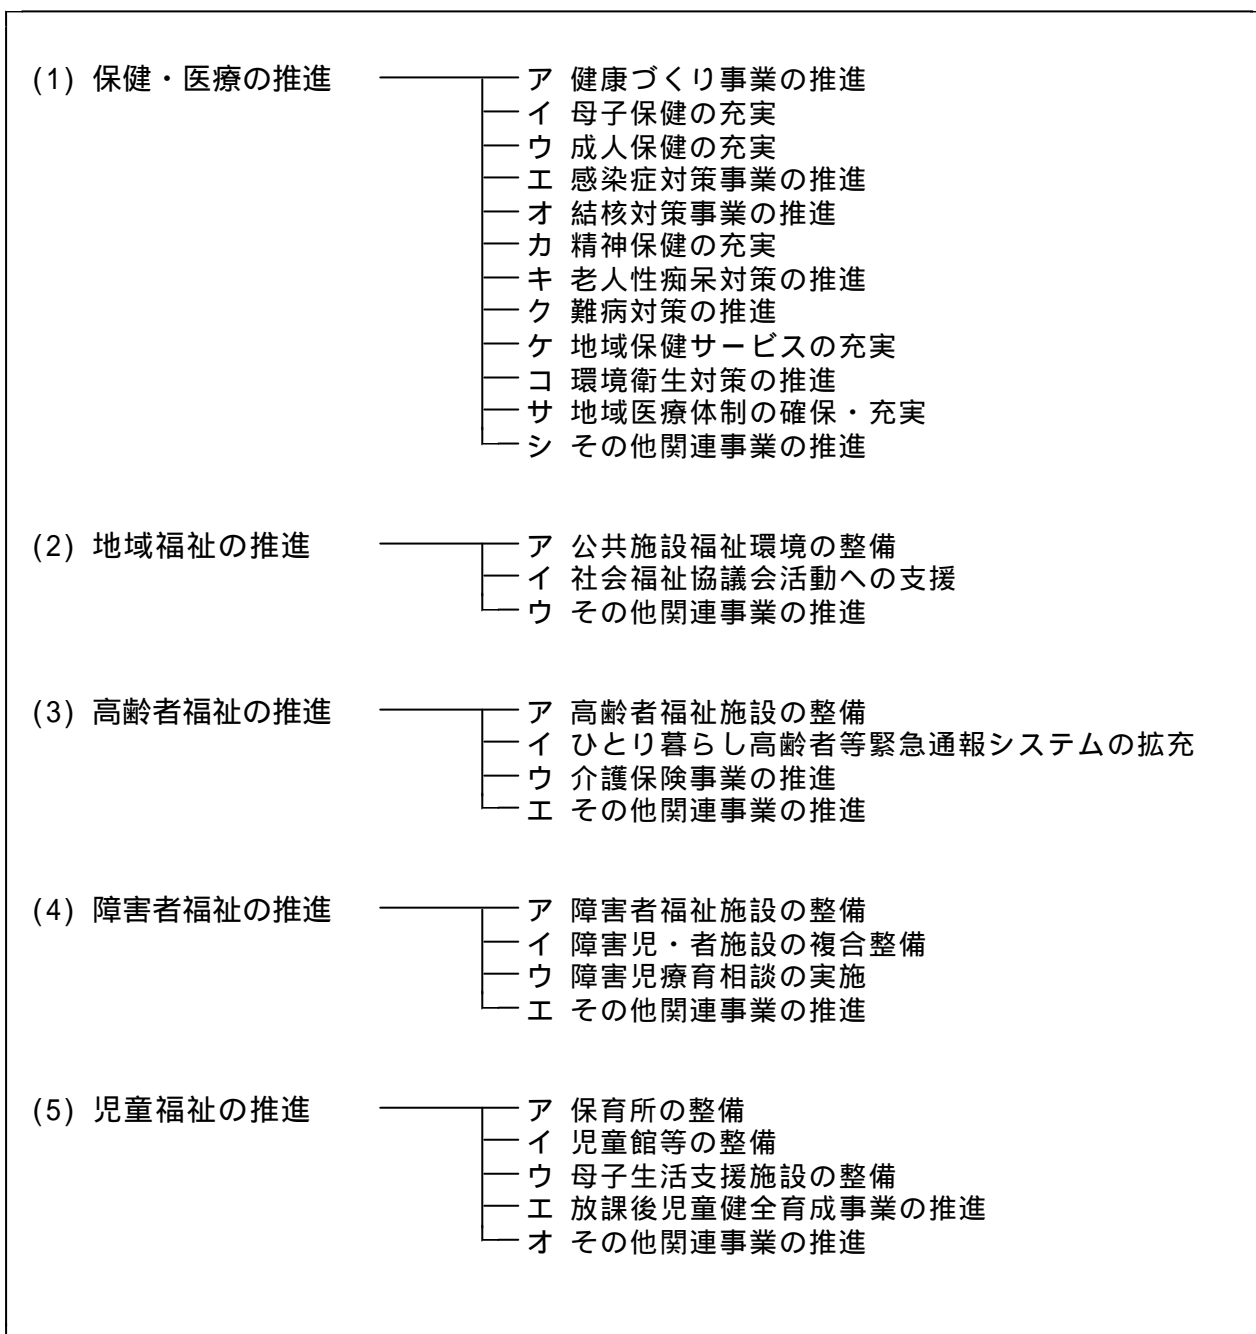 (1) 保健・医療の推進 ア 健康づくり事業の推進
イ 母子保健の充実
ウ 成人保健の充実
エ 感染症対策事業の推進
オ 結核対策事業の推進
カ 精神保健の充実
キ 老人性痴呆対策の推進
ク 難病対策の推進
ケ 地域保健サービスの充実
コ 環境衛生対策の推進
サ 地域医療体制の確保・充実
シ その他関連事業の推進
(2) 地域福祉の推進 ア 公共施設福祉環境の整備
イ 社会福祉協議会活動への支援
ウ その他関連事業の推進
(3) 高齢者福祉の推進 ア 高齢者福祉施設の整備
イ ひとり暮らし高齢者等緊急通報システムの拡充
ウ 介護保険事業の推進
エ その他関連事業の推進
(4) 障害者福祉の推進 ア 障害者福祉施設の整備
イ 障害児・者施設の複合整備
ウ 障害児療育相談の実施
エ その他関連事業の推進
(5) 児童福祉の推進 ア 保育所の整備
イ 児童館等の整備
ウ 母子生活支援施設の整備
エ 放課後児童健全育成事業の推進
オ その他関連事業の推進